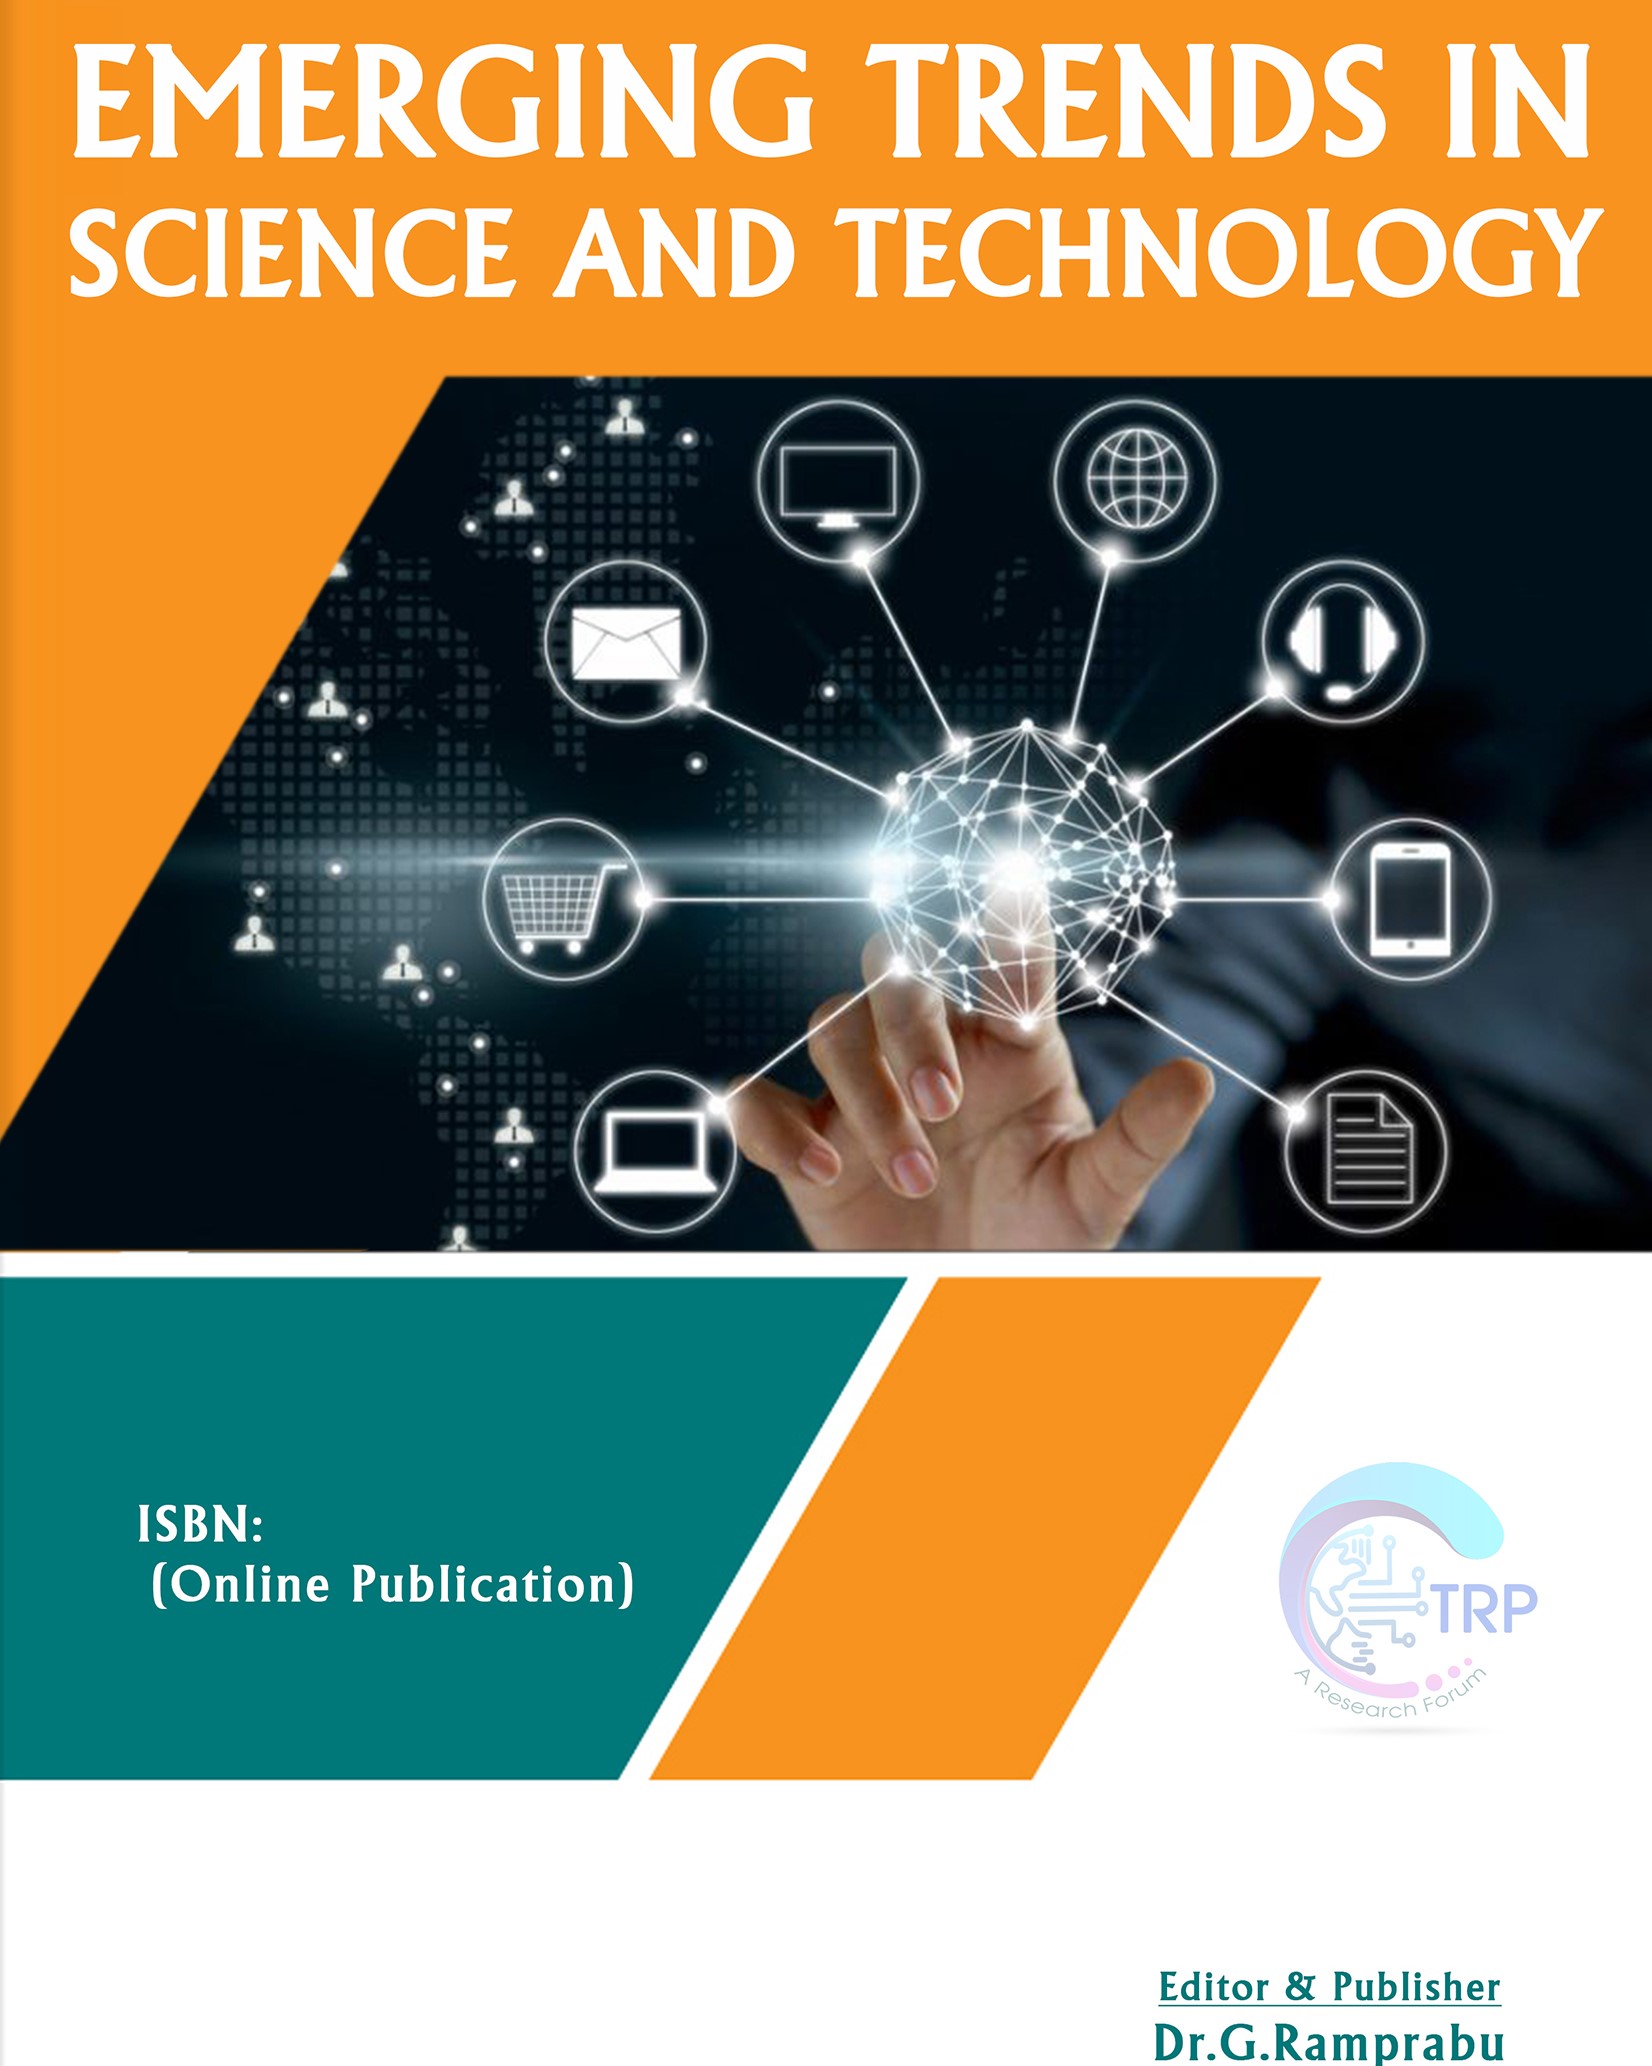 EMERGING TRENDS IN
SCIENCE AND TECHNOLOGY
ISBN:
(Online Publication)
TRP
A Research Forum
Editor & Publisher
Dr.G.Ramprabu